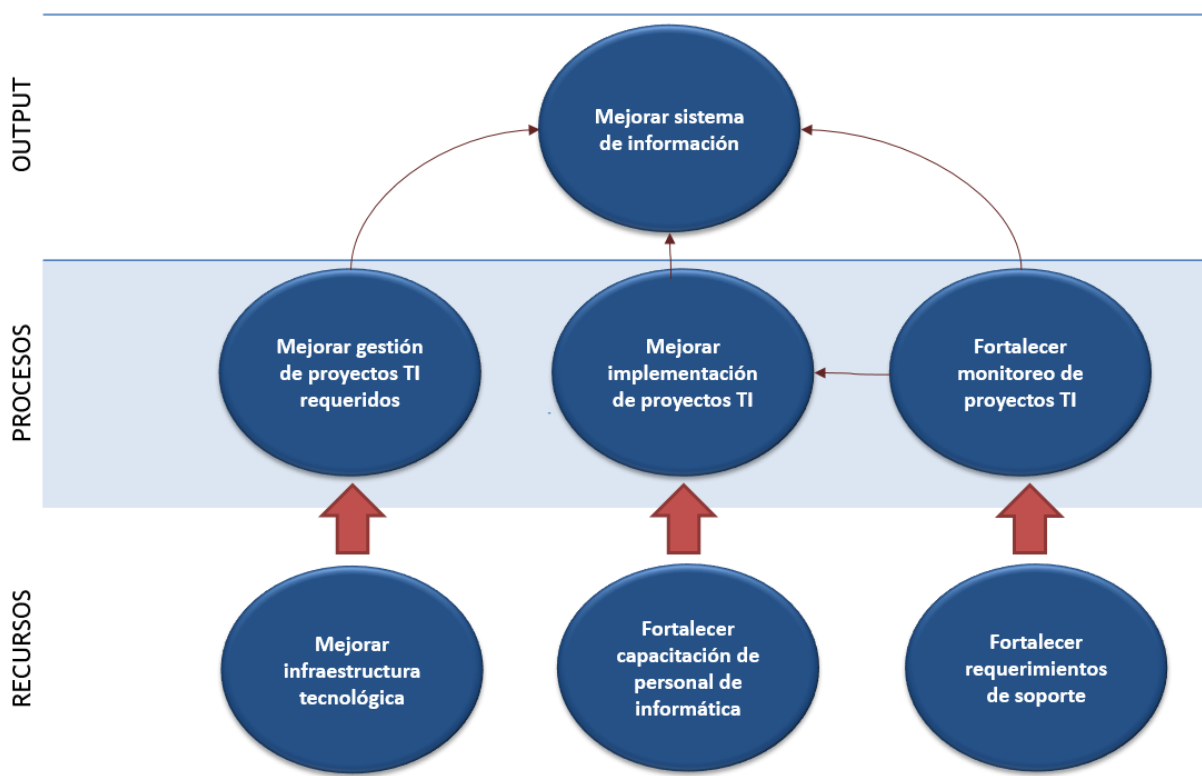 OUTPUT
Mejorar sistema
de información
PROCESOS
Mejorar gestión
de proyectos TI
requeridos
Mejorar
implementación
de proyectos TI
Fortalecer
monitoreo de
proyectos TI
RECURSOS
Mejorar
infraestructura
tecnológica
Fortalecer
capacitación de
personal de
informática
Fortalecer
requerimientos
de soporte